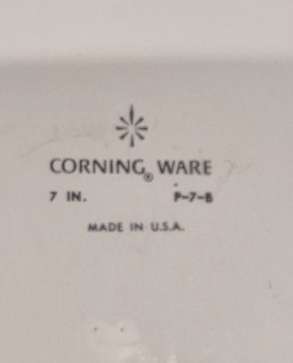 CORNING® WARE
7 IN. P-7-B
MADE IN U.S.A.